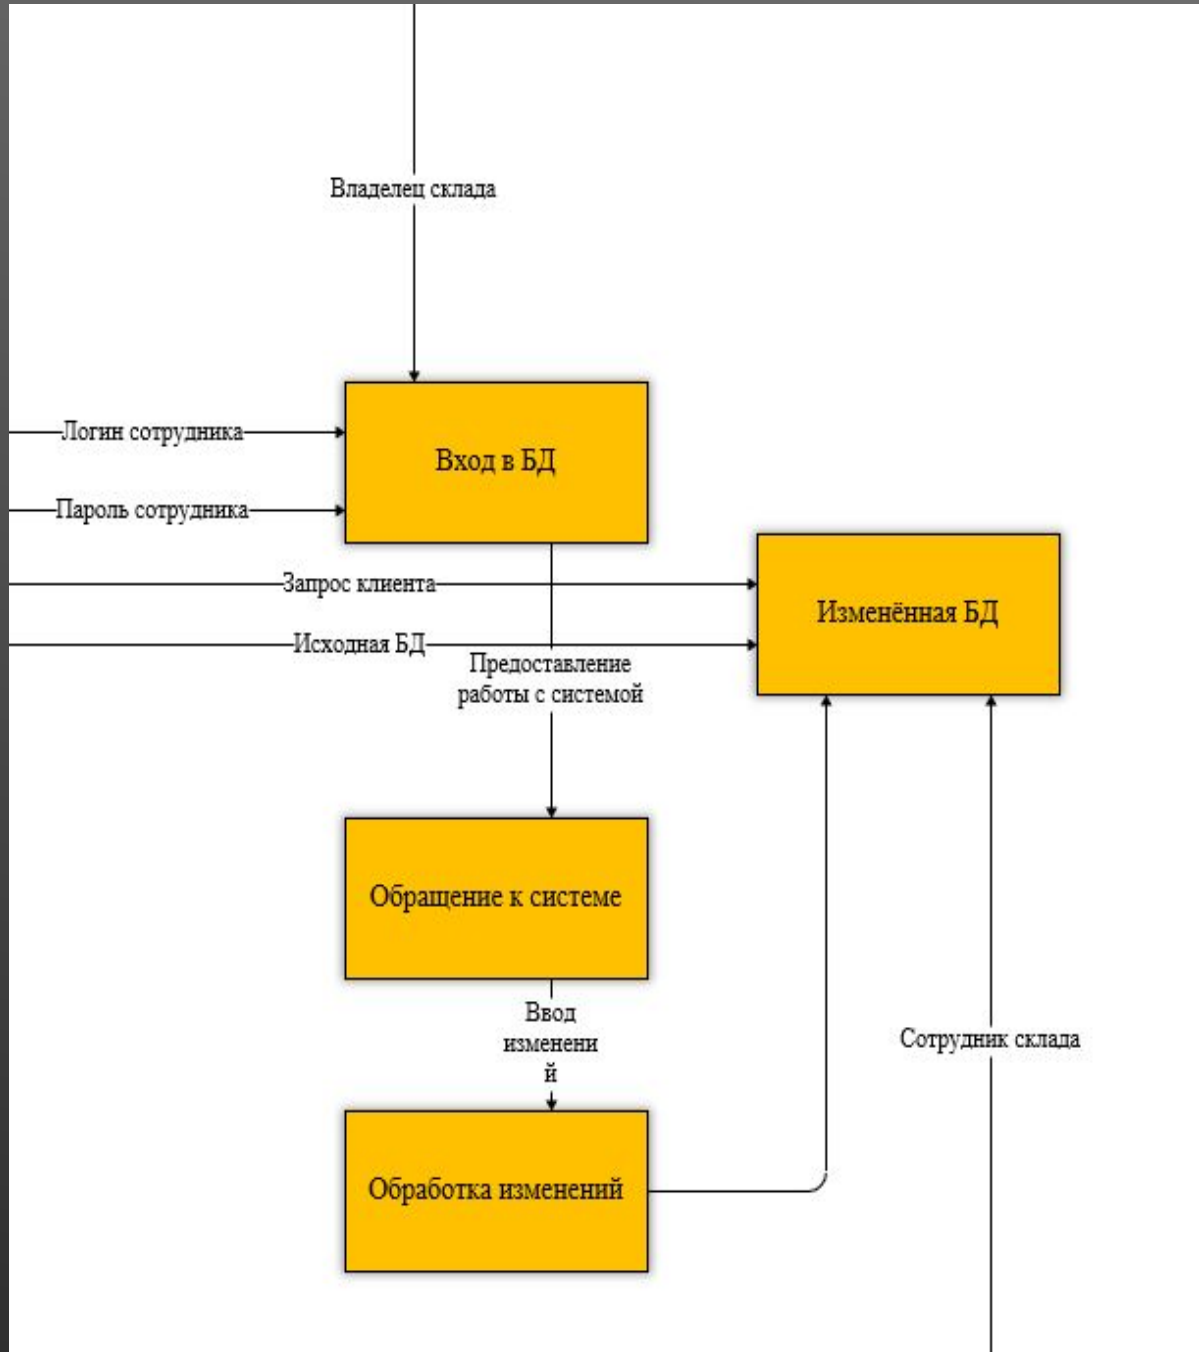 Владелец склада
Логин сотрудника
Вход в БД
Пароль сотрудника
Запрос клиента
Изменённая БД
Исходная БД
Предоставление
работы с системой
Обращение к системе
Ввод
изменени
й
Сотрудник склада
Обработка изменений